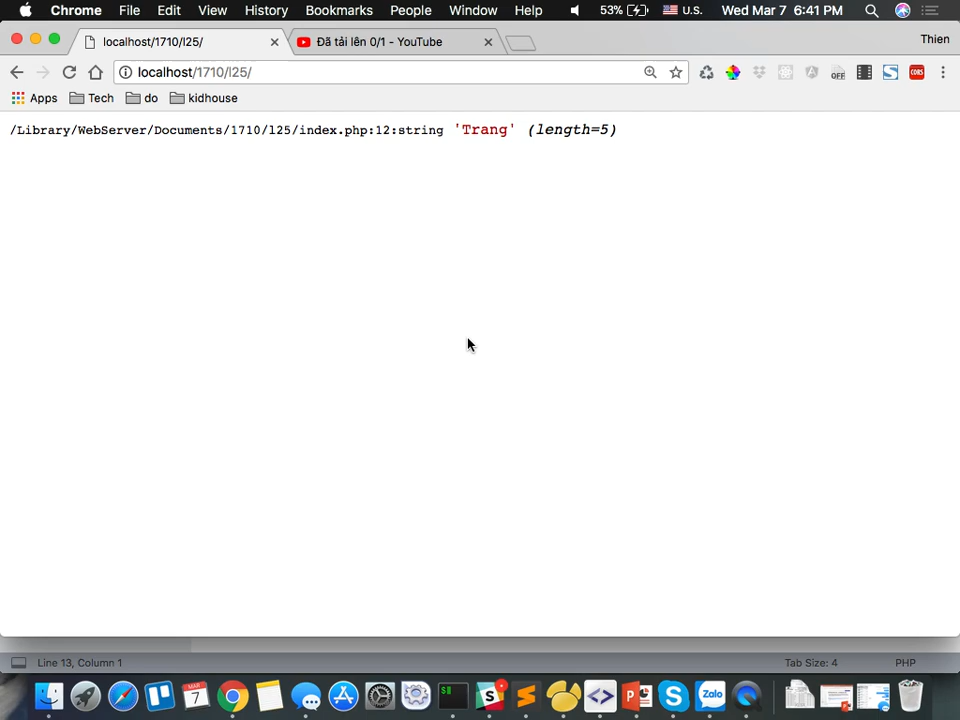 Chrome File Edit View History Bookmarks People Window Help 53% U.S. Wed Mar 7 6:41 PM
localhost/1710/l25/ Đã tải lên 0/1 - YouTube Thien
localhost/1710/l25/ OFF CORS
Apps Tech do kidhouse
/Library/WebServer/Documents/1710/l25/index.php:12:string 'Trang' (length=5)
Line 13, Column 1 Tab Size: 4 PHP
MAR
7 Zalo